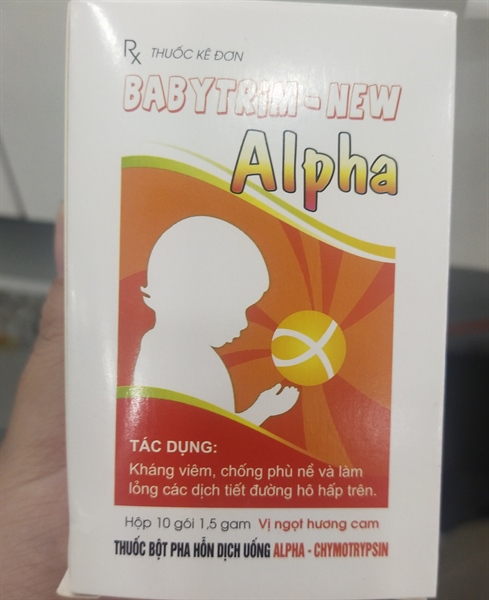 Rx THUỐC KÊ ĐƠN
BABYTRIM - NEW
Alpha
TÁC DỤNG:
Kháng viêm, chống phù nề và làm
lỏng các dịch tiết đường hô hấp trên.
Hộp 10 gói 1,5 gam Vị ngọt hương cam
THUỐC BỘT PHA HỖN DỊCH UỐNG ALPHA - CHYMOTRYPSIN